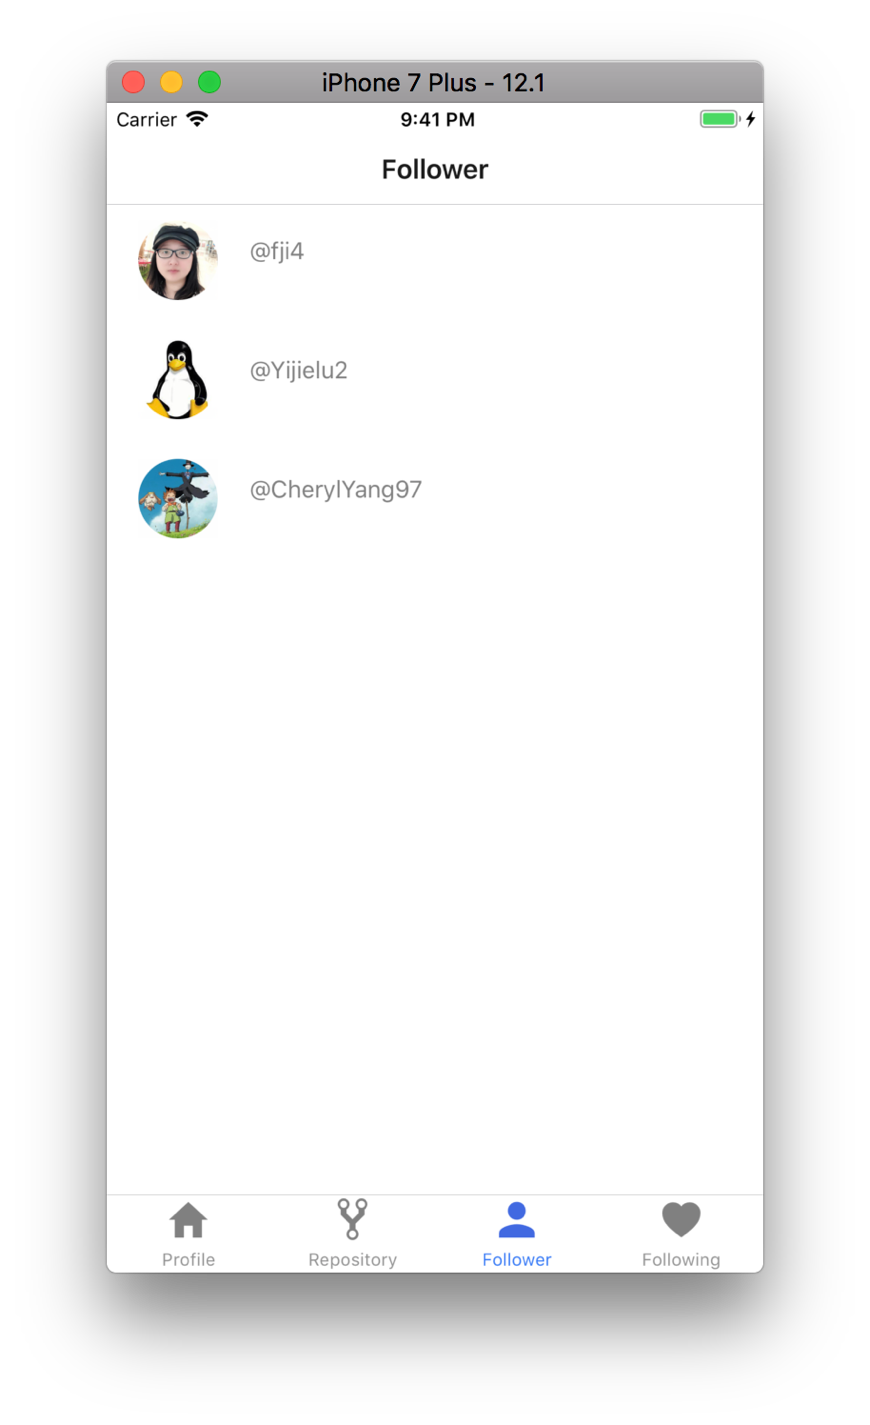 iPhone 7 Plus - 12.1
Carrier 9:41 PM
Follower
@fji4
@Yijielu2
@CherylYang97
Profile Repository Follower Following